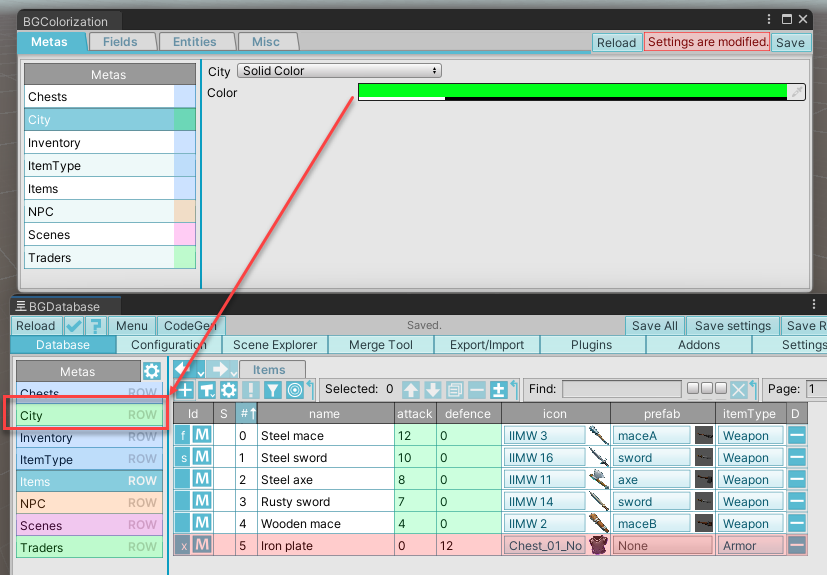 BGColorization
Metas Fields Entities Misc Reload Settings are modified. Save
Metas
City Solid Color
Color
Chests
City
Inventory
ItemType
Items
NPC
Scenes
Traders
BGDatabase
Reload ? Menu CodeGen Saved. Save All Save settings Save R
Database Configuration Scene Explorer Merge Tool Export/Import Plugins Addons Settings
Metas Items
Chests ROW
City ROW
Inventory ROW
ItemType ROW
Items ROW
NPC ROW
Scenes ROW
Traders ROW
Selected: 0 Find: Page: 1
Id S # name attack defence icon prefab itemType D
f M 0 Steel mace 12 0 IIMW 3 maceA Weapon
s M 1 Steel sword 10 0 IIMW 16 sword Weapon
M 2 Steel axe 8 0 IIMW 11 axe Weapon
M 3 Rusty sword 7 0 IIMW 14 sword Weapon
M 4 Wooden mace 4 0 IIMW 2 maceB Weapon
x M 5 Iron plate 0 12 Chest_01_No None Armor